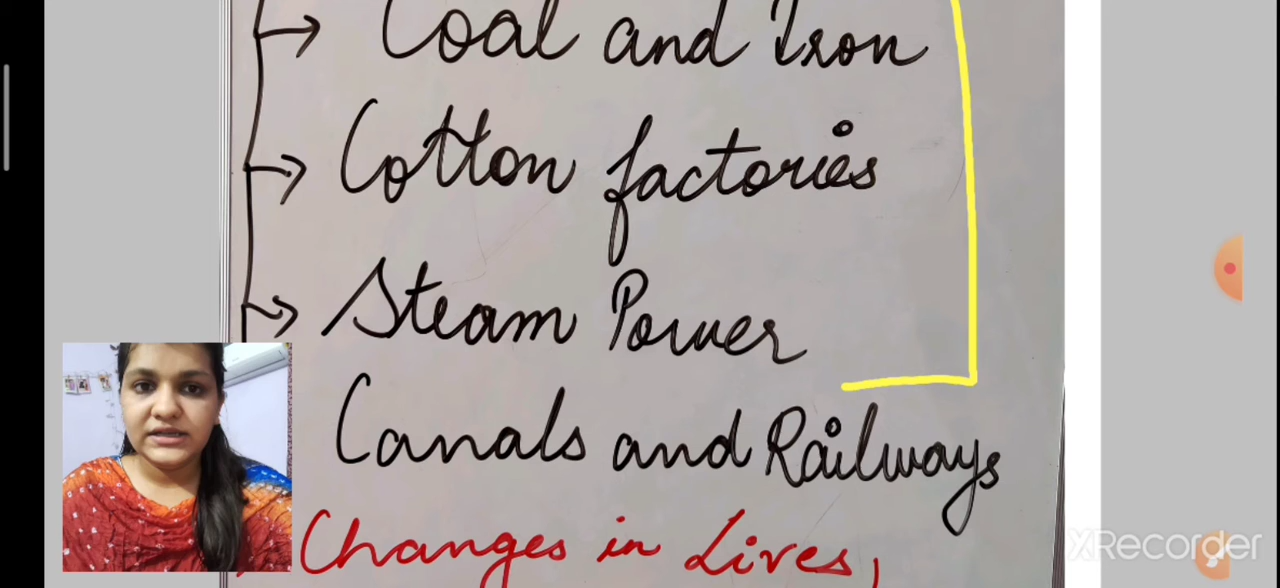 Coal and Iron
Cotton factories
Steam Power
Canals and Railways
Changes in Lives,
XRecorder